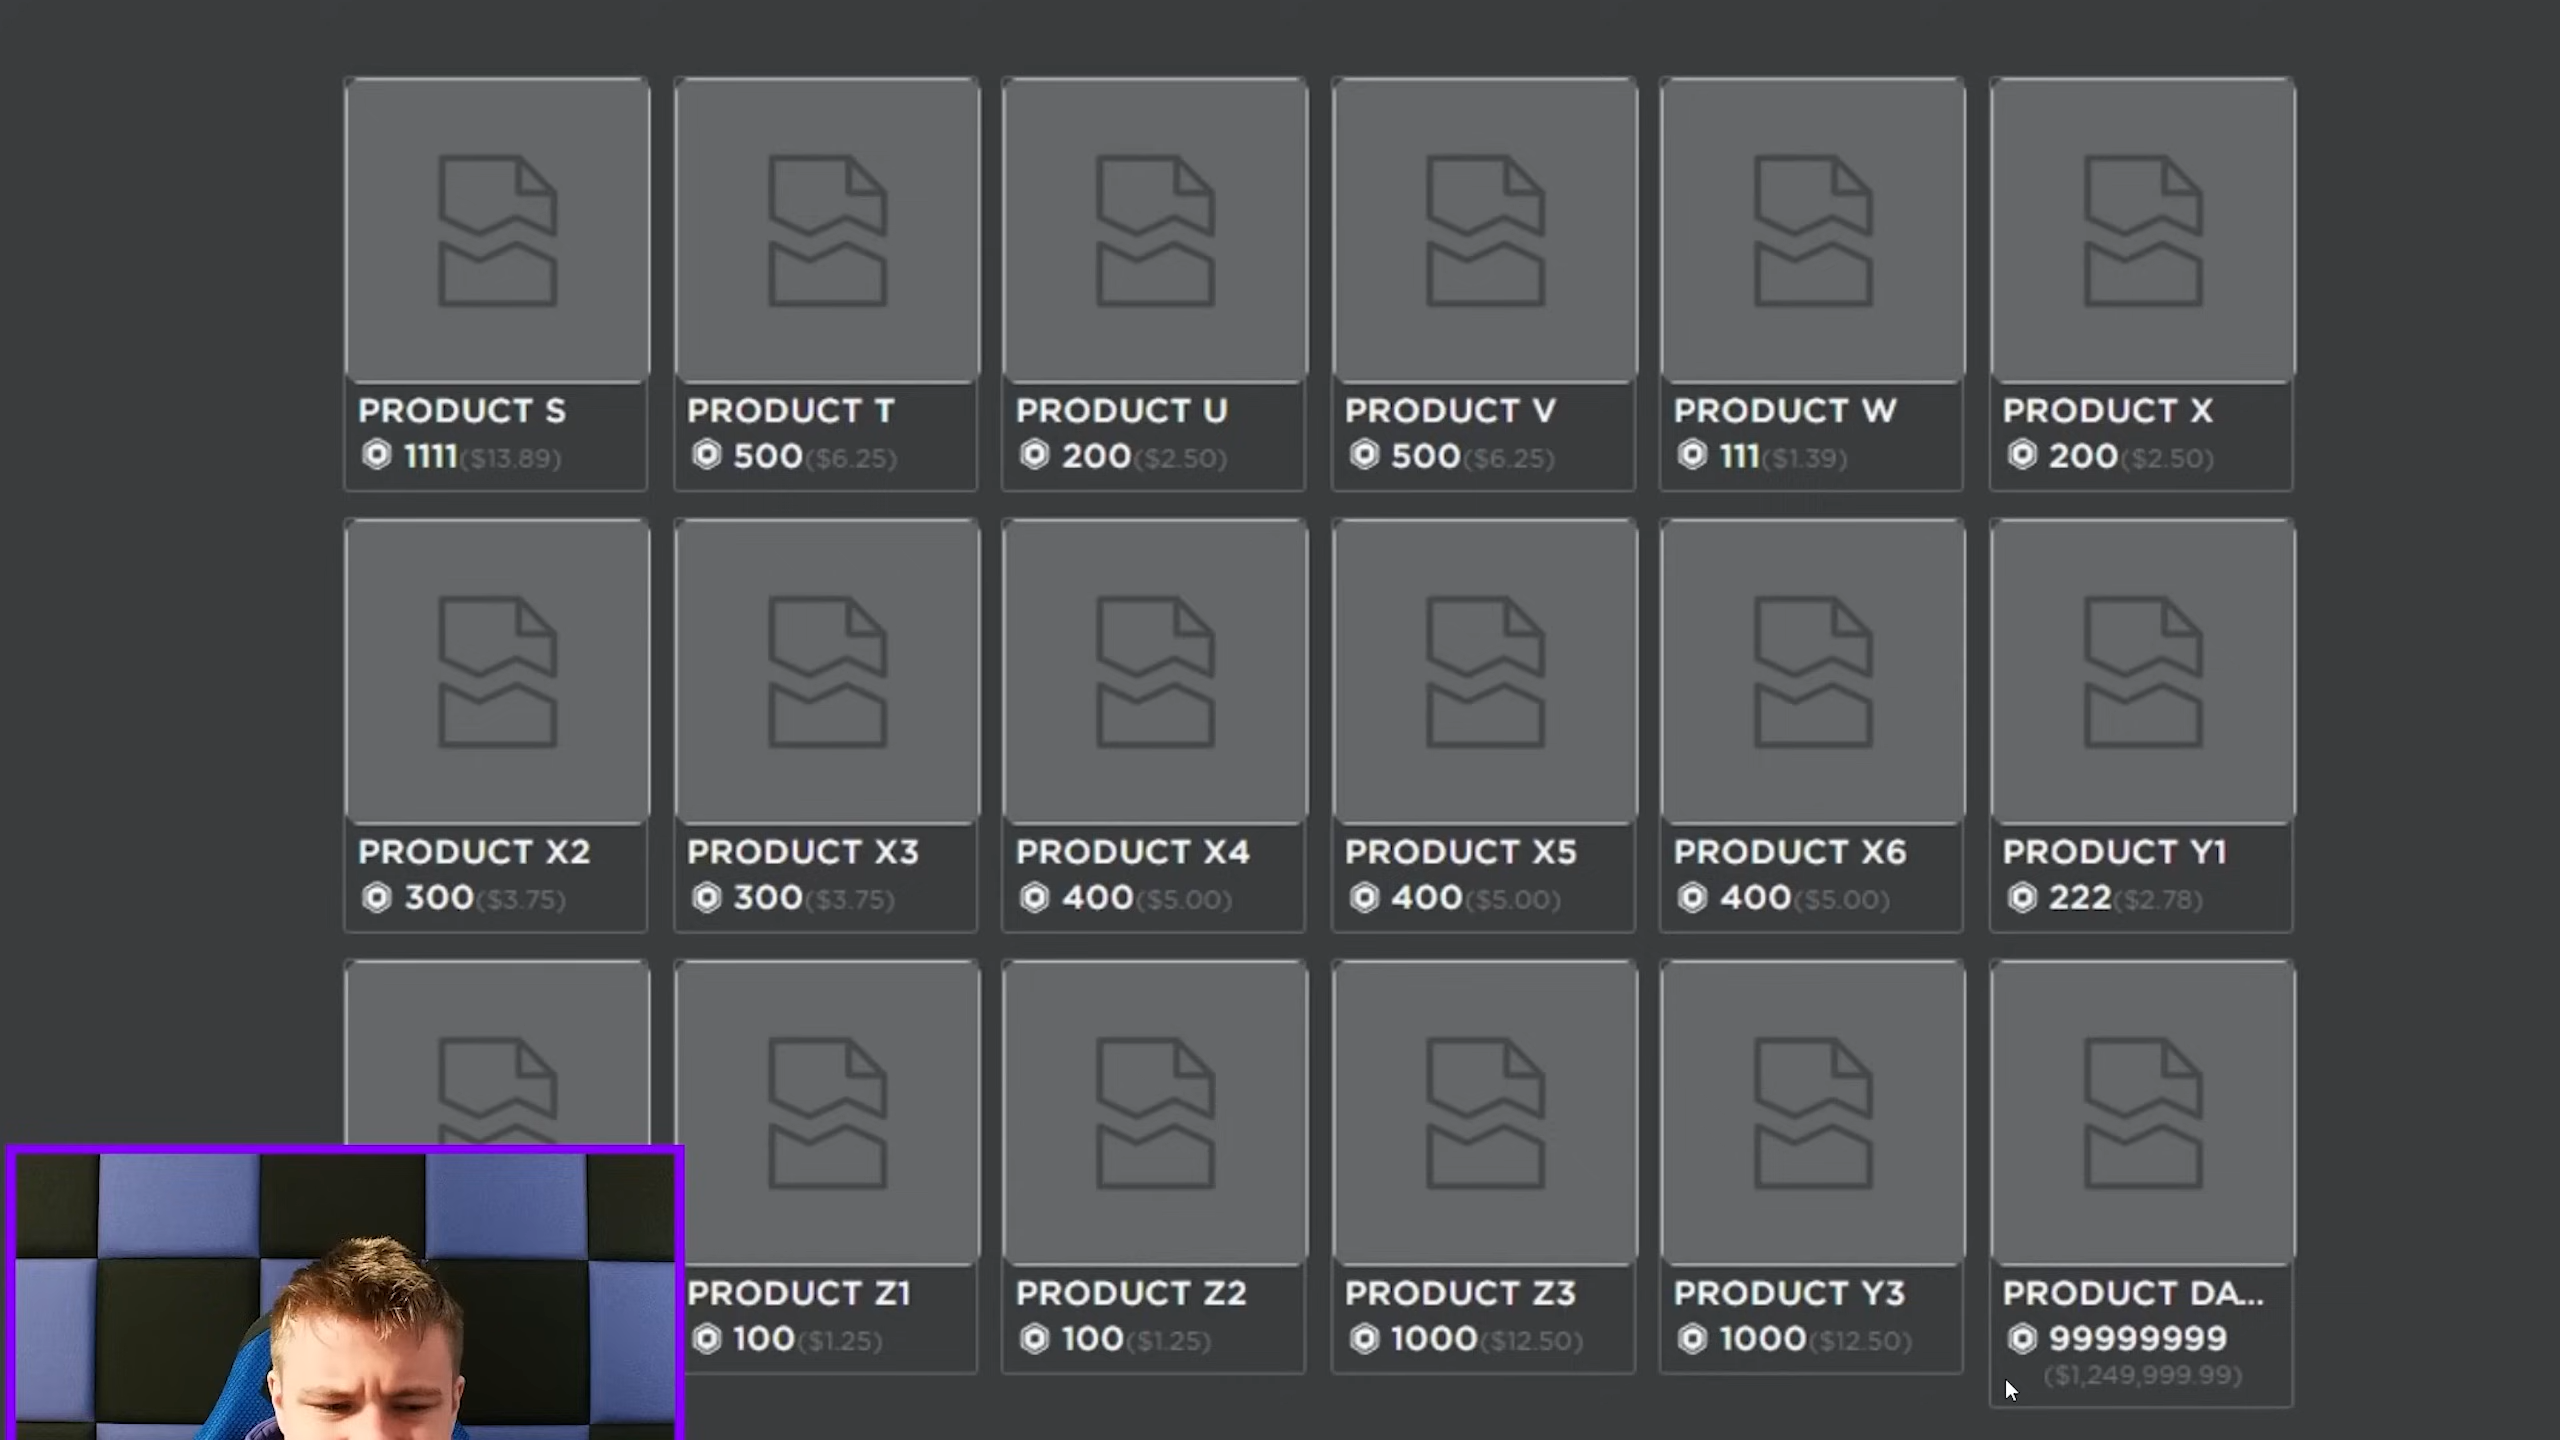 PRODUCT S
1111($13.89)
PRODUCT T
500($6.25)
PRODUCT U
200($2.50)
PRODUCT V
500($6.25)
PRODUCT W
111($1.39)
PRODUCT X
200($2.50)
PRODUCT X2
300($3.75)
PRODUCT X3
300($3.75)
PRODUCT X4
400($5.00)
PRODUCT X5
400($5.00)
PRODUCT X6
400($5.00)
PRODUCT Y1
222($2.78)
PRODUCT Z1
100($1.25)
PRODUCT Z2
100($1.25)
PRODUCT Z3
1000($12.50)
PRODUCT Y3
1000($12.50)
PRODUCT DA...
99999999
($1,249,999.99)